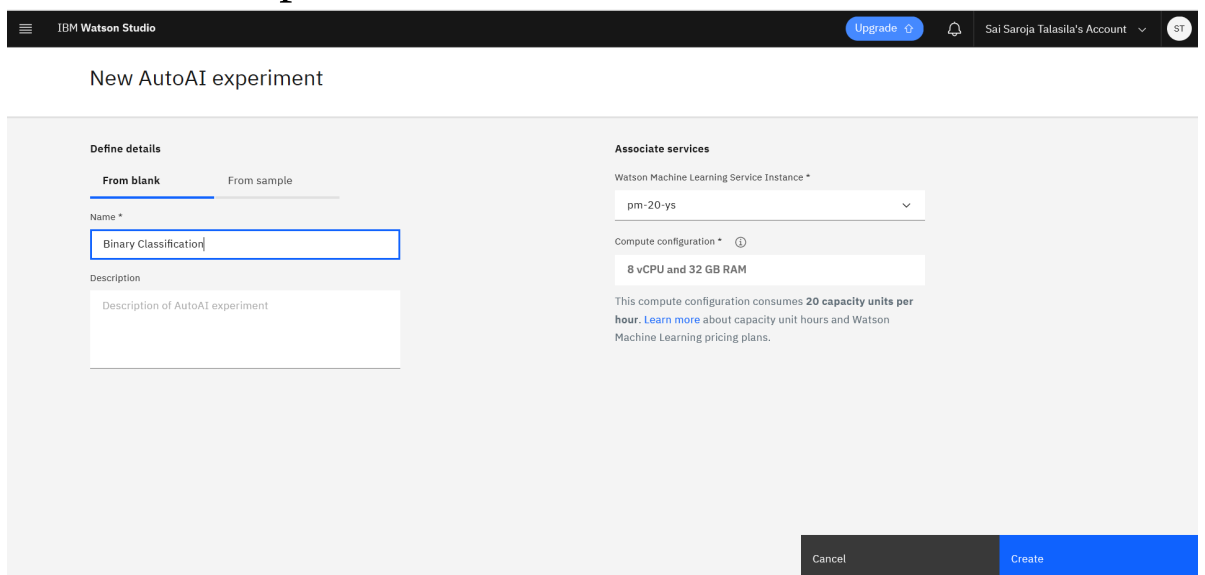 IBM Watson Studio
Upgrade
Sai Saroja Talasila's Account
ST
New AutoAI experiment
Define details
From blank
From sample
Name *
Binary Classification
Description
Description of AutoAI experiment
Associate services
Watson Machine Learning Service Instance *
pm-20-ys
Compute configuration *
8 vCPU and 32 GB RAM
This compute configuration consumes 20 capacity units per
hour. Learn more about capacity unit hours and Watson
Machine Learning pricing plans.
Cancel
Create